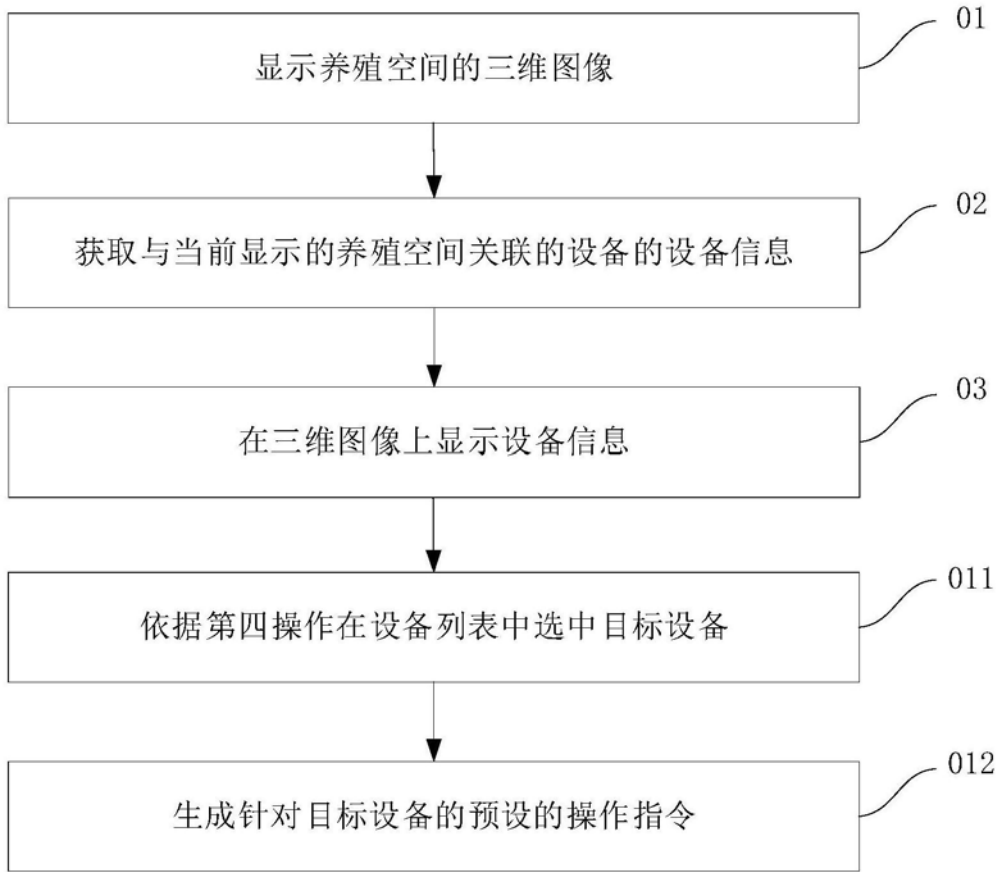 01
显示养殖空间的三维图像
02
获取与当前显示的养殖空间关联的设备的设备信息
03
在三维图像上显示设备信息
011
依据第四操作在设备列表中选中目标设备
012
生成针对目标设备的预设的操作指令